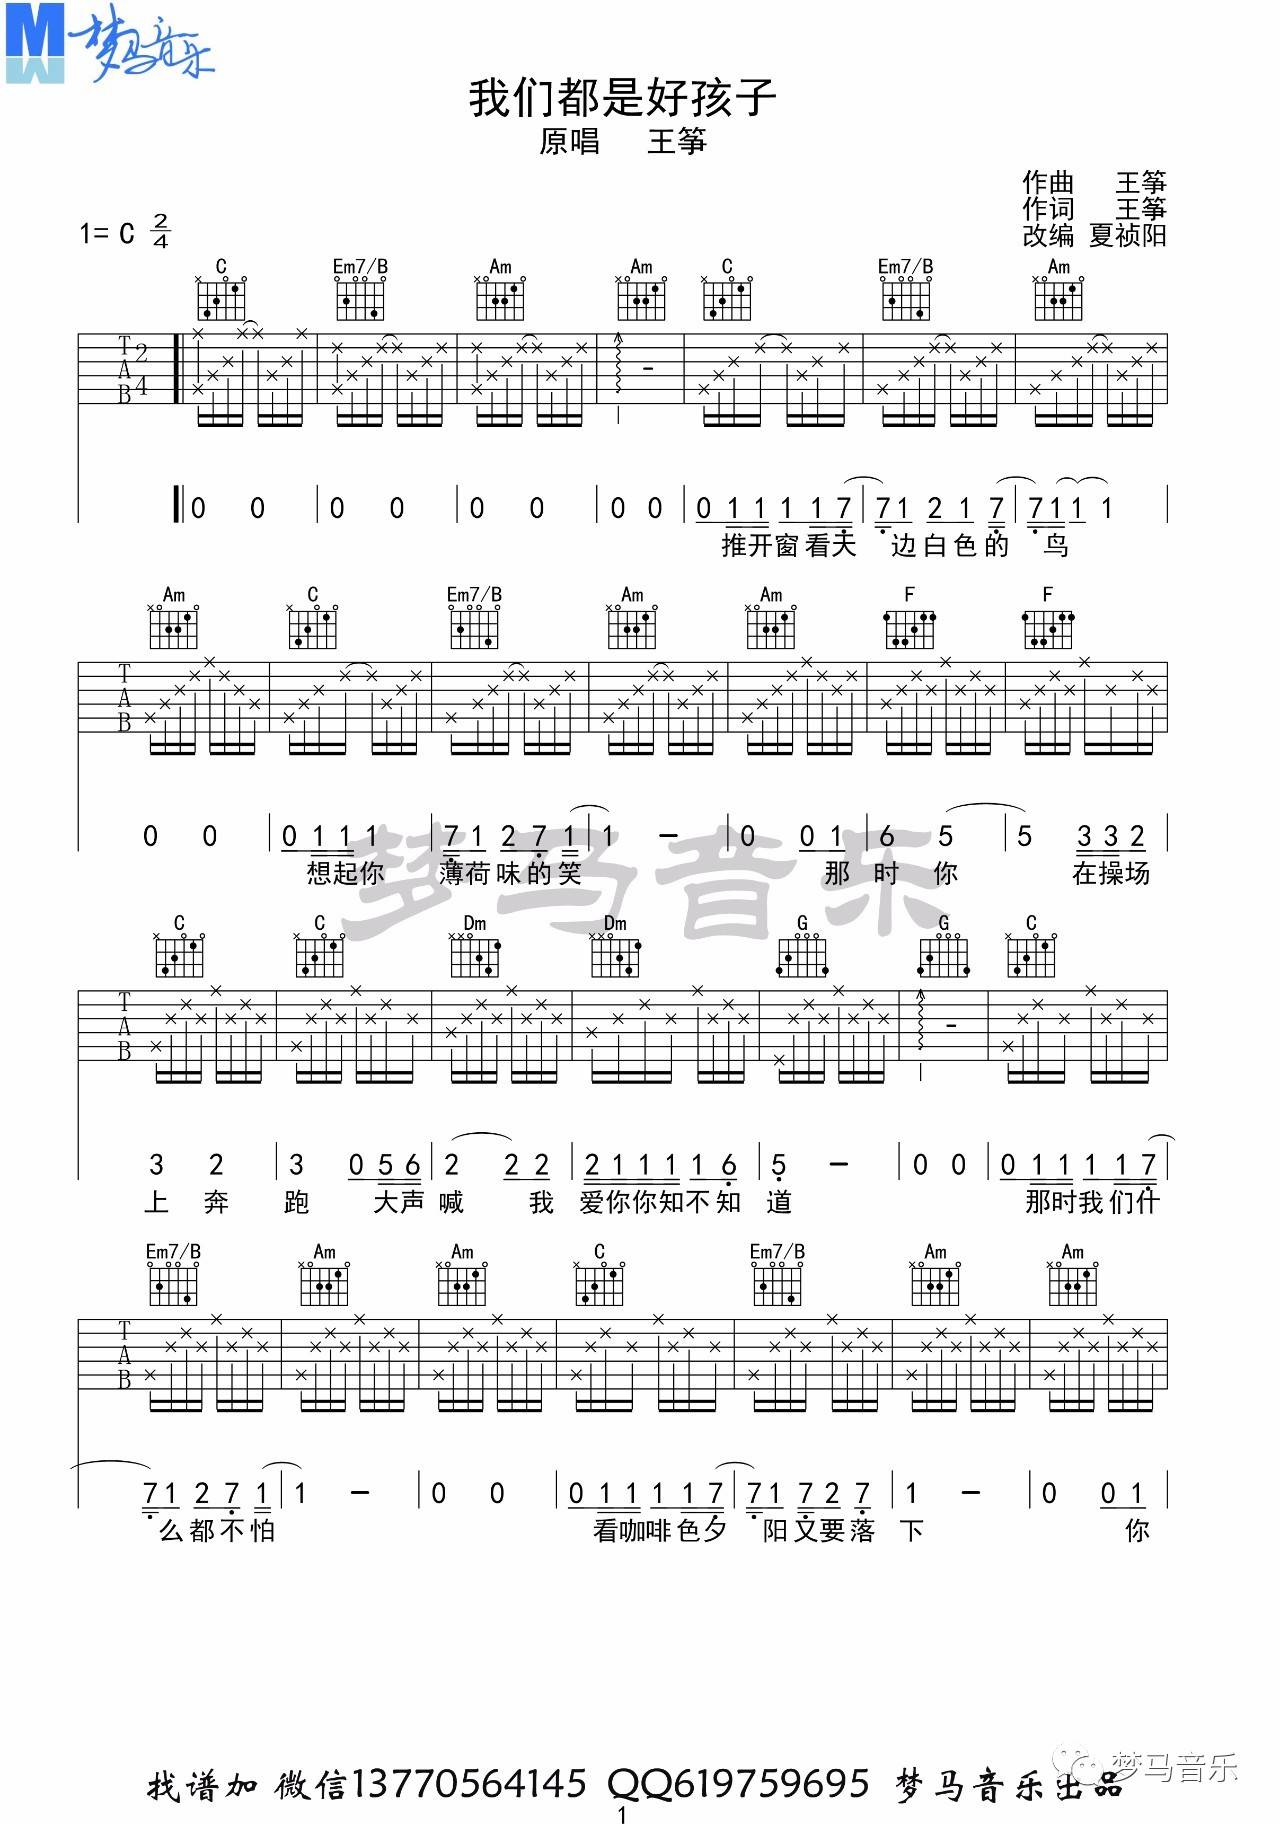 M 梦马音乐
我们都是好孩子
原唱 王筝
作曲 王筝
作词 王筝
改编 夏祯阳
1= C 2/4
C Em7/B Am Am C Em7/B Am
T 2
A
B 4
0 0 0 0 0 0 0 0 0 1 1 1 1 7 7 1 2 1 7 7 1 1 1
推开窗看天 边白色的 鸟
Am C Em7/B Am Am F F
T
A
B
0 0 0 1 1 1 7 1 2 7 1 1 - 0 0 1 6 5 5 3 3 2
想起你 薄荷味的笑 那时你 在操场
梦马音乐
C C Dm Dm G G C
T
A
B
3 2 3 0 5 6 2 2 2 2 1 1 1 1 6 5 - 0 0 0 1 1 1 1 7
上奔 跑 大声喊 我 爱你你知不知 道 那时我们什
Em7/B Am Am C Em7/B Am Am
T
A
B
7 1 2 7 1 1 - 0 0 0 1 1 1 1 7 7 1 7 2 7 1 - 0 0 1
么都不怕 看咖啡色夕 阳又要落 下 你
梦马音乐
找谱加 微信13770564145 QQ619759695 梦马音乐出品
1